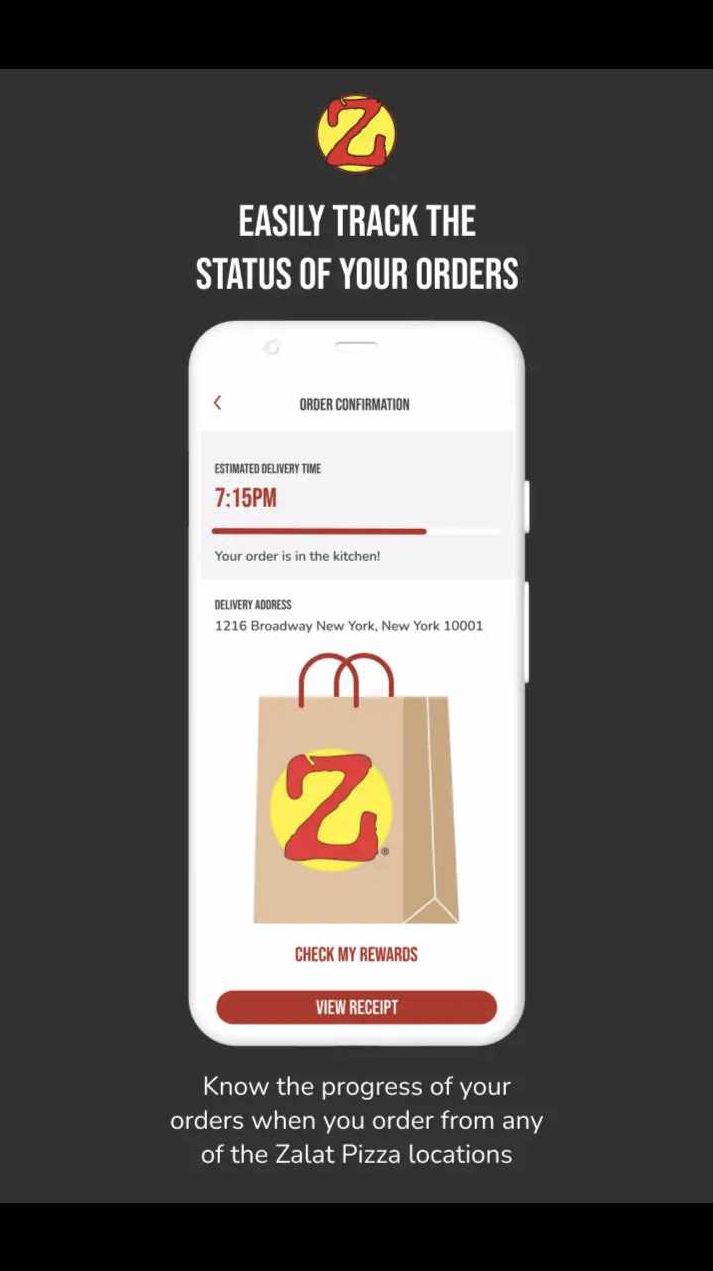 Z
EASILY TRACK THE
STATUS OF YOUR ORDERS
ORDER CONFIRMATION
ESTIMATED DELIVERY TIME
7:15PM
Your order is in the kitchen!
DELIVERY ADDRESS
1216 Broadway New York, New York 10001
Z®
CHECK MY REWARDS
VIEW RECEIPT
Know the progress of your
orders when you order from any
of the Zalat Pizza locations